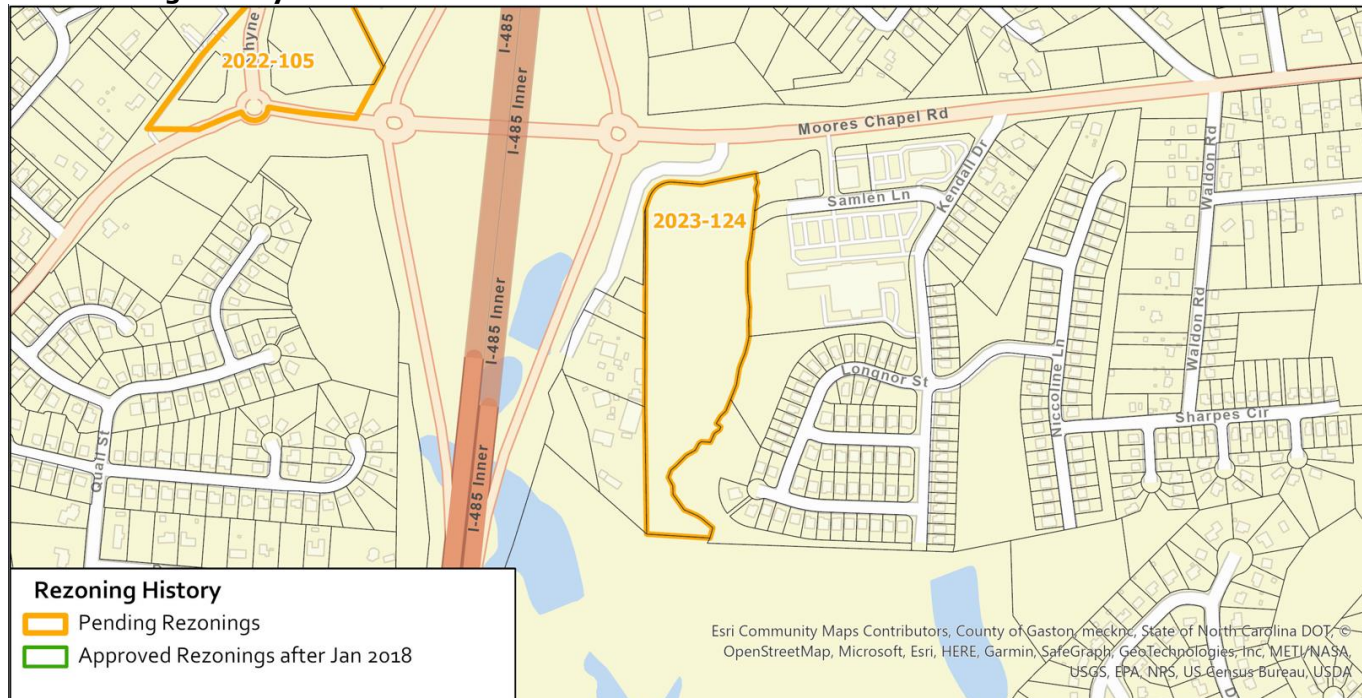 hyne
2022-105
I-485
I-485 Inner
Moores Chapel Rd
Kendall Dr
Waldon Rd
2023-124
Samlen Ln
I-485 Inner
Waldon Rd
Longnor St
Niccoline Ln
Sharpes Cir
Quail St
I-485 Inner
Rezoning History
Pending Rezonings
Approved Rezonings after Jan 2018
Esri Community Maps Contributors, County of Gaston, mecknc, State of North Carolina DOT, ©
OpenStreetMap, Microsoft, Esri, HERE, Garmin, SafeGraph, GeoTechnologies, Inc, METI/NASA,
USGS, EPA, NPS, US Census Bureau, USDA
D